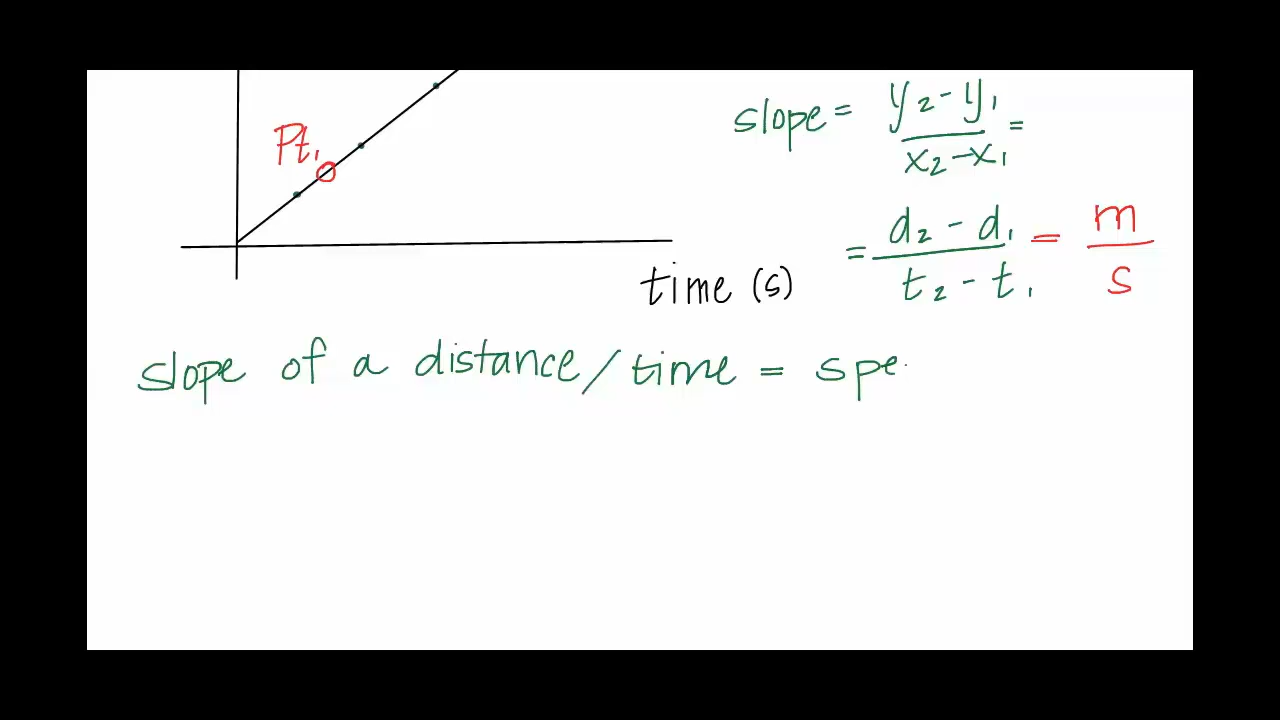 slope = y₂ - y₁ / x₂ - x₁ =
Pt₁
= d₂ - d₁ / t₂ - t₁ = m / s
time (s)
slope of a distance/time = spe